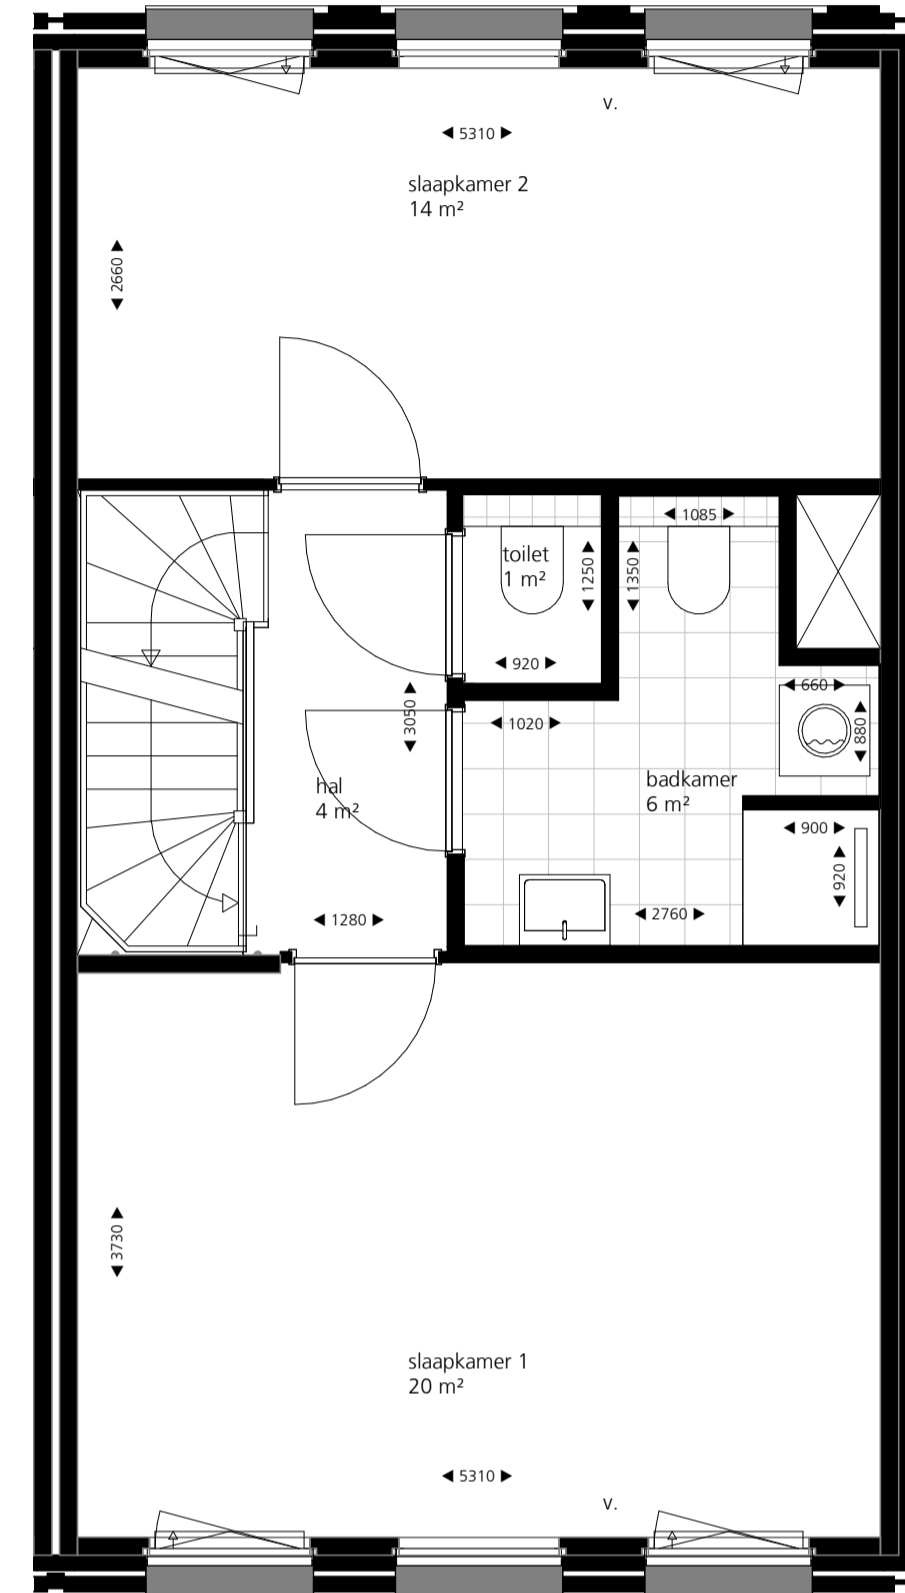 v.
5310
slaapkamer 2
14 m²
2660
1085
toilet
1 m²
1250
1350
920
660
3050
1020
880
hal
4 m²
badkamer
6 m²
900
920
1280
2760
3730
slaapkamer 1
20 m²
5310
v.